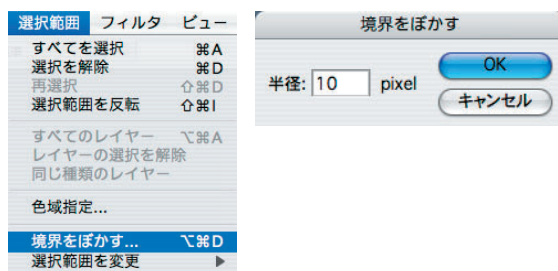 選択範囲 フィルタ ビュー
すべてを選択 ⌘A
選択を解除 ⌘D
再選択 ⇧⌘D
選択範囲を反転 ⇧⌘I
すべてのレイヤー ⌥⌘A
レイヤーの選択を解除
同じ種類のレイヤー
色域指定...
境界をぼかす... ⌥⌘D
選択範囲を変更 ▶
境界をぼかす
半径: 10 pixel
OK
キャンセル